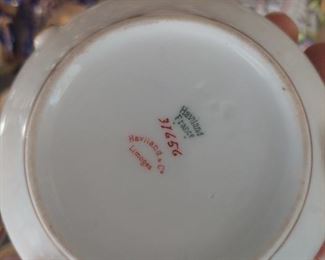 Haviland
France
31656
Haviland & Co
Limoges